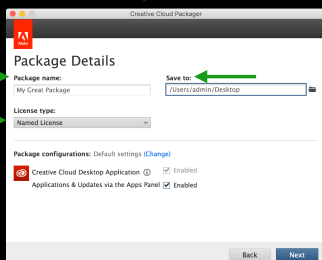 Creative Cloud Packager
Adobe
Package Details
Package name: Save to:
My Great Package /Users/admin/Desktop
License type:
Named License
Package configurations: Default settings (Change)
Creative Cloud Desktop Application Enabled
Applications & Updates via the Apps Panel Enabled
Back Next